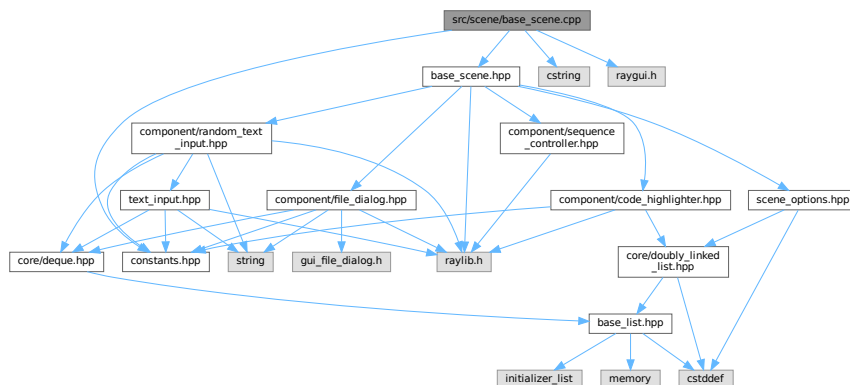 src/scene/base_scene.cpp
base_scene.hpp
cstring
raygui.h
component/random_text
_input.hpp
component/sequence
_controller.hpp
text_input.hpp
component/file_dialog.hpp
component/code_highlighter.hpp
scene_options.hpp
core/deque.hpp
constants.hpp
string
gui_file_dialog.h
raylib.h
core/doubly_linked
_list.hpp
base_list.hpp
initializer_list
memory
cstddef